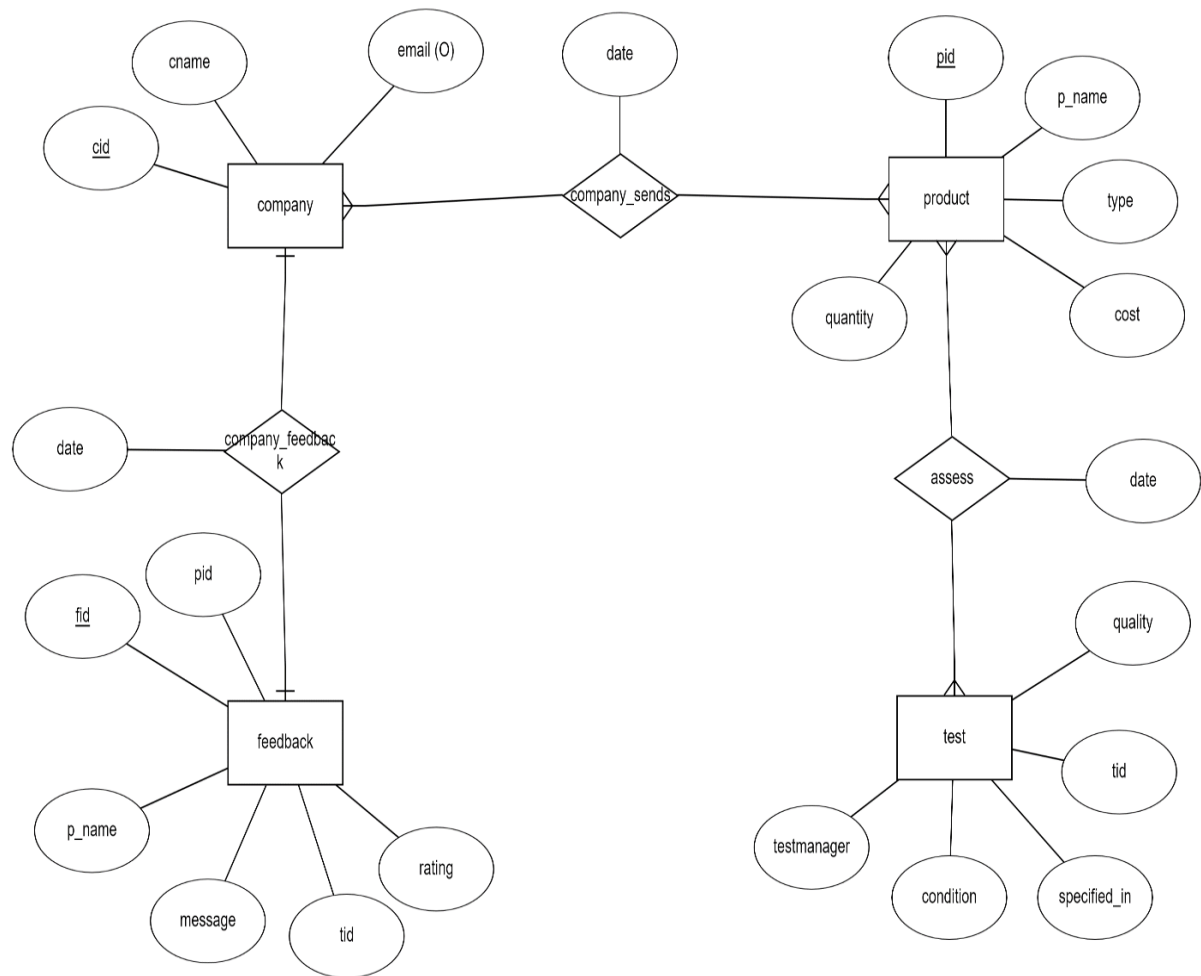 cname
email (O)
date
pid
p_name
cid
company
company_sends
product
type
quantity
cost
date
company_feedbac
k
assess
date
pid
fid
quality
feedback
test
tid
p_name
testmanager
rating
condition
specified_in
message
tid